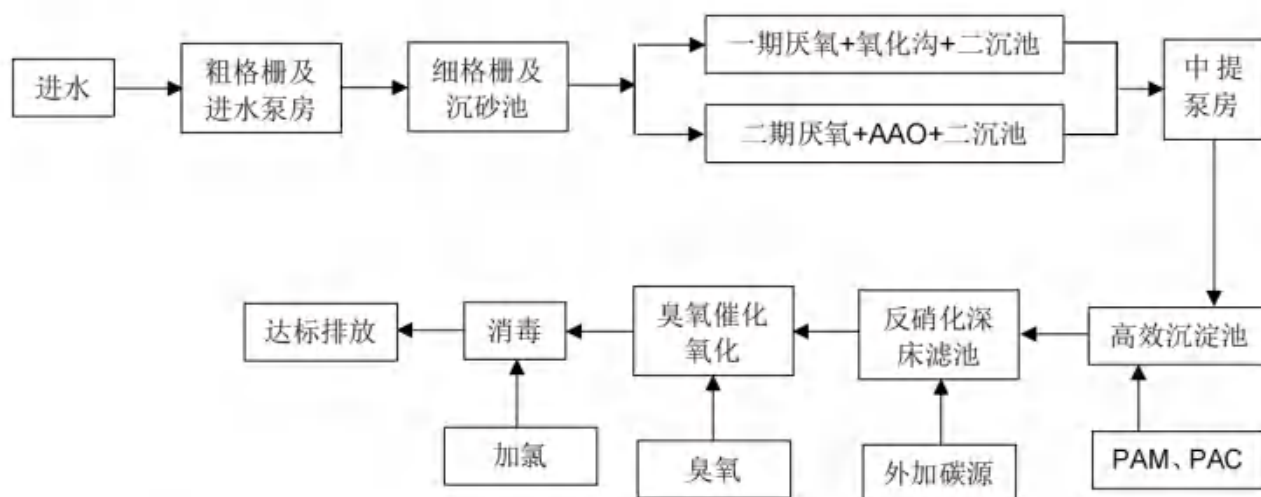 进水
粗格栅及
进水泵房
细格栅及
沉砂池
一期厌氧+氧化沟+二沉池
二期厌氧+AAO+二沉池
中提
泵房
达标排放
消毒
臭氧催化
氧化
反硝化深
床滤池
高效沉淀池
加氯
臭氧
外加碳源
PAM、PAC